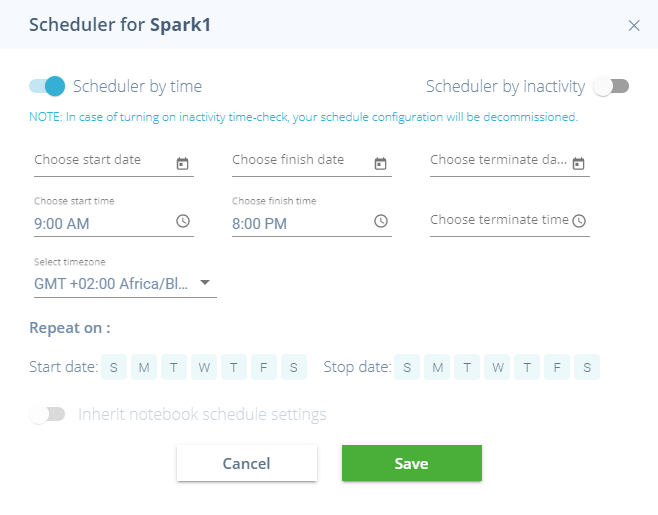 Scheduler for Spark1
Scheduler by time
Scheduler by inactivity
NOTE: In case of turning on inactivity time-check, your schedule configuration will be decommissioned.
Choose start date
Choose finish date
Choose terminate da...
Choose start time
Choose finish time
9:00 AM
8:00 PM
Choose terminate time
Select timezone
GMT +02:00 Africa/Bl...
Repeat on :
Start date: S M T W T F S
Stop date: S M T W T F S
Inherit notebook schedule settings
Cancel
Save